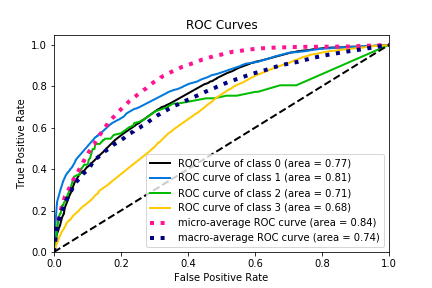 ROC Curves
True Positive Rate
1.0
0.8
0.6
0.4
0.2
0.0
ROC curve of class 0 (area = 0.77)
ROC curve of class 1 (area = 0.81)
ROC curve of class 2 (area = 0.71)
ROC curve of class 3 (area = 0.68)
micro-average ROC curve (area = 0.84)
macro-average ROC curve (area = 0.74)
0.0 0.2 0.4 0.6 0.8 1.0
False Positive Rate